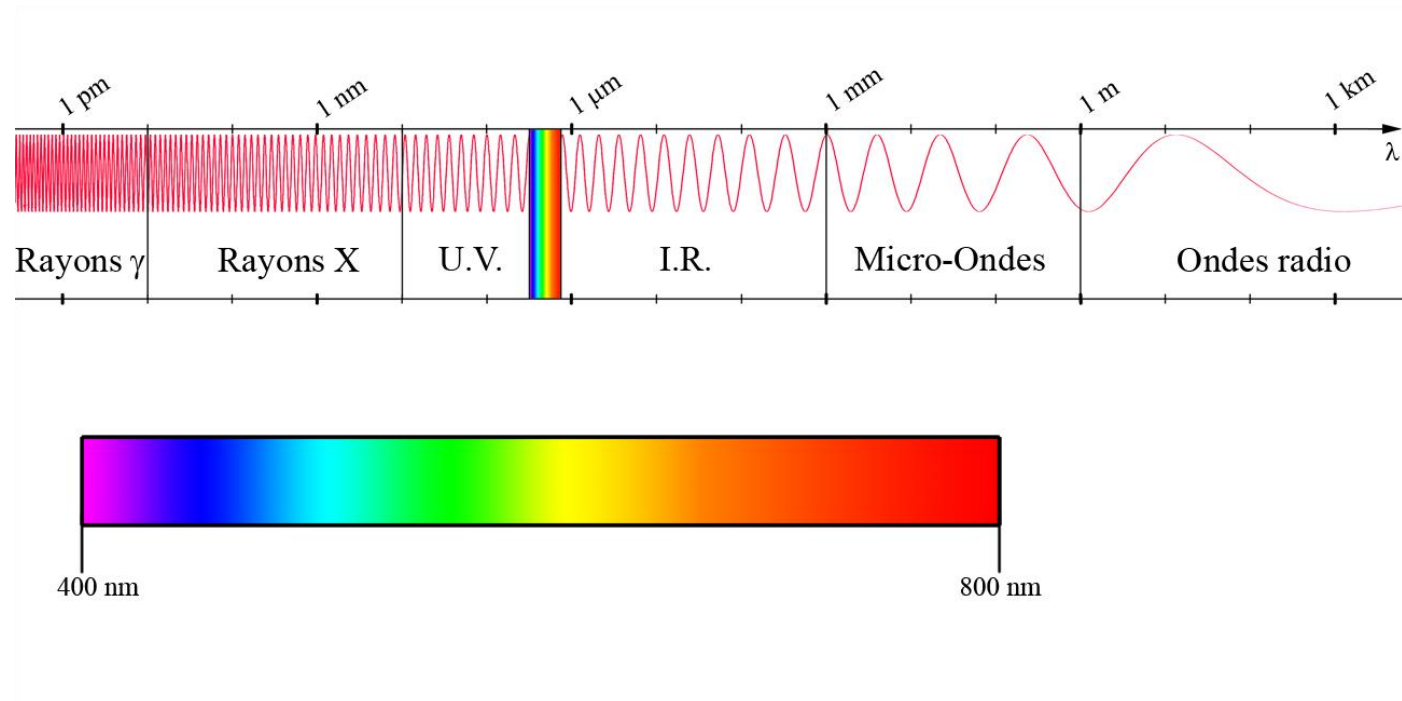 1 pm
1 nm
1 μm
1 mm
1 m
1 km
λ
Rayons γ
Rayons X
U.V.
I.R.
Micro-Ondes
Ondes radio
400 nm
800 nm